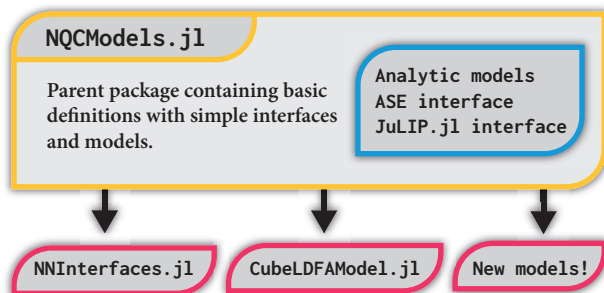 NQCModels.jl
Parent package containing basic
definitions with simple interfaces
and models.
Analytic models
ASE interface
JuLIP.jl interface
NNInterfaces.jl
CubeLDFAModel.jl
New models!